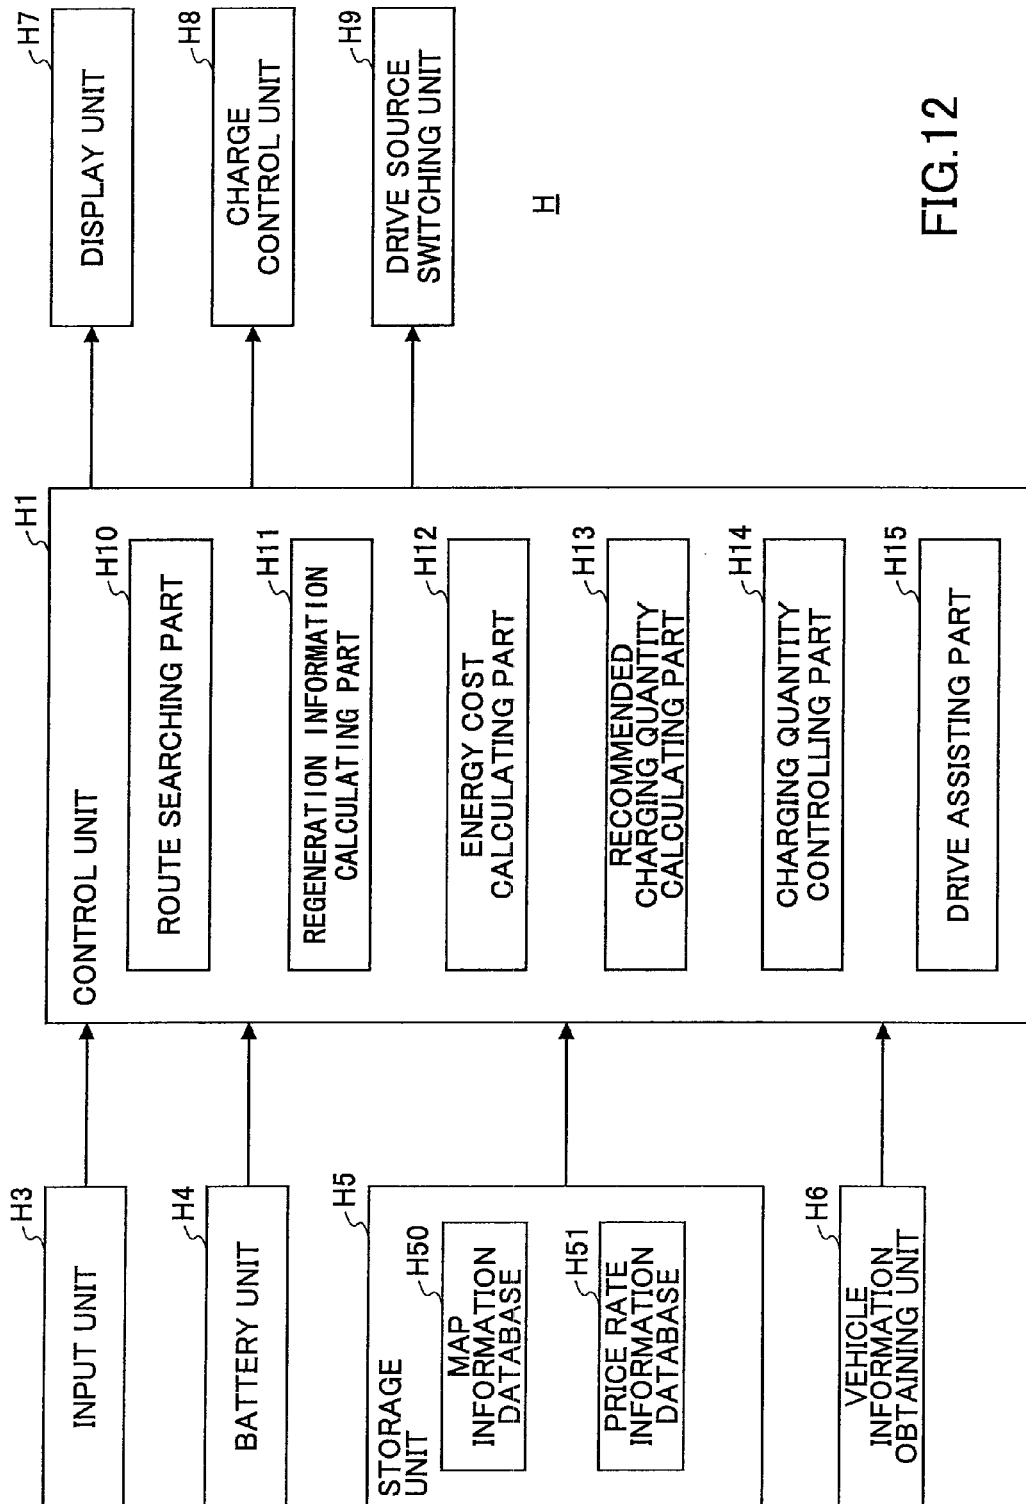 H3
INPUT UNIT
H4
BATTERY UNIT
H5
STORAGE
UNIT
H50
MAP
INFORMATION
DATABASE
H51
PRICE RATE
INFORMATION
DATABASE
H6
VEHICLE
INFORMATION
OBTAINING UNIT
H1
CONTROL UNIT
H10
ROUTE SEARCHING PART
H11
REGENERATION INFORMATION
CALCULATING PART
H12
ENERGY COST
CALCULATING PART
H13
RECOMMENDED
CHARGING QUANTITY
CALCULATING PART
H14
CHARGING QUANTITY
CONTROLLING PART
H15
DRIVE ASSISTING PART
H7
DISPLAY UNIT
H8
CHARGE
CONTROL UNIT
H9
DRIVE SOURCE
SWITCHING UNIT
H
FIG.12